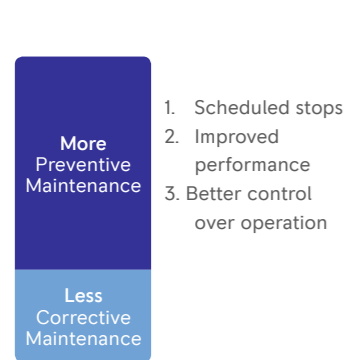 More
Preventive
Maintenance
1. Scheduled stops
2. Improved
performance
3. Better control
over operation
Less
Corrective
Maintenance